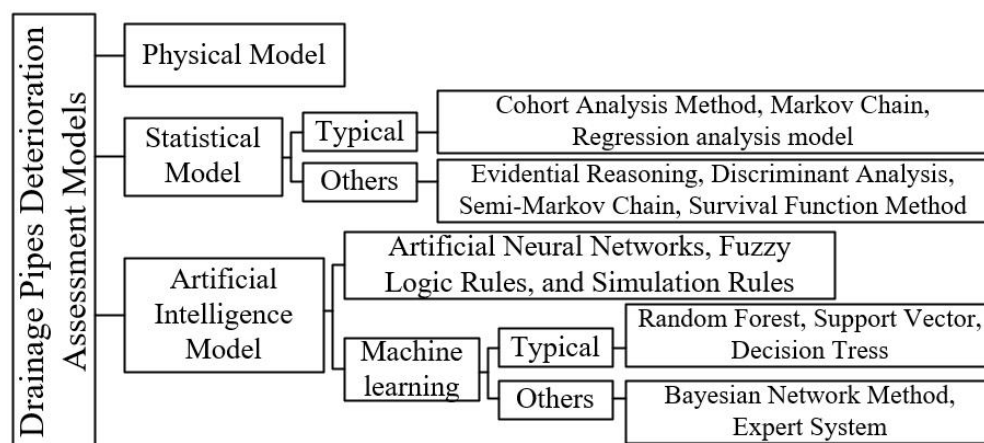 Drainage Pipes Deterioration
Assessment Models
Physical Model
Statistical
Model
Typical
Cohort Analysis Method, Markov Chain,
Regression analysis model
Others
Evidential Reasoning, Discriminant Analysis,
Semi-Markov Chain, Survival Function Method
Artificial
Intelligence
Model
Artificial Neural Networks, Fuzzy
Logic Rules, and Simulation Rules
Machine
learning
Typical
Random Forest, Support Vector,
Decision Tress
Others
Bayesian Network Method,
Expert System